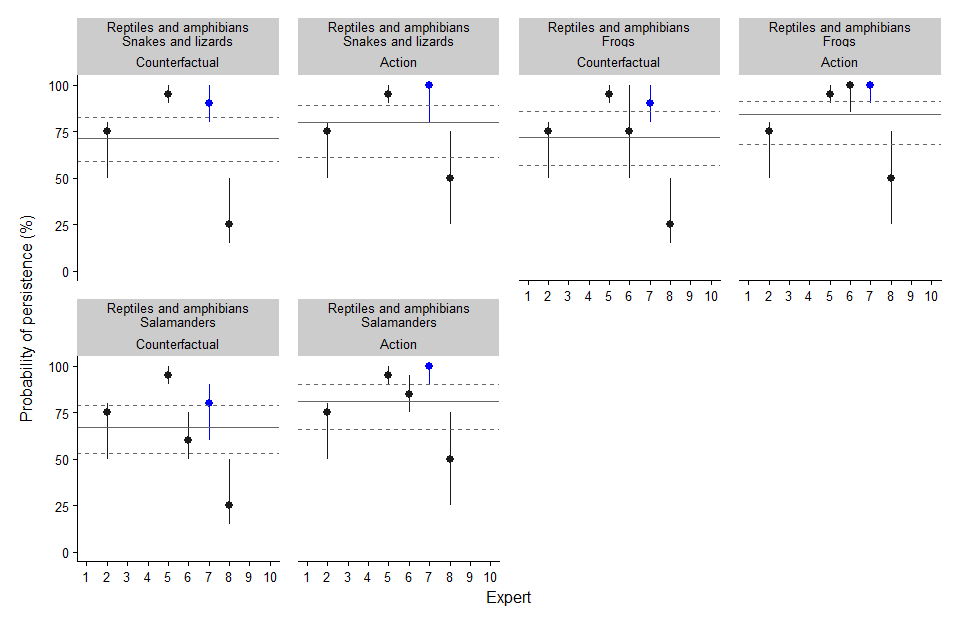 Reptiles and amphibians
Snakes and lizards
Counterfactual
Reptiles and amphibians
Snakes and lizards
Action
Reptiles and amphibians
Frogs
Counterfactual
Reptiles and amphibians
Frogs
Action
100
75
50
25
0
1 2 3 4 5 6 7 8 9 10
1 2 3 4 5 6 7 8 9 10
Reptiles and amphibians
Salamanders
Counterfactual
Reptiles and amphibians
Salamanders
Action
100
75
50
25
0
1 2 3 4 5 6 7 8 9 10
1 2 3 4 5 6 7 8 9 10
Expert
Probability of persistence (%)